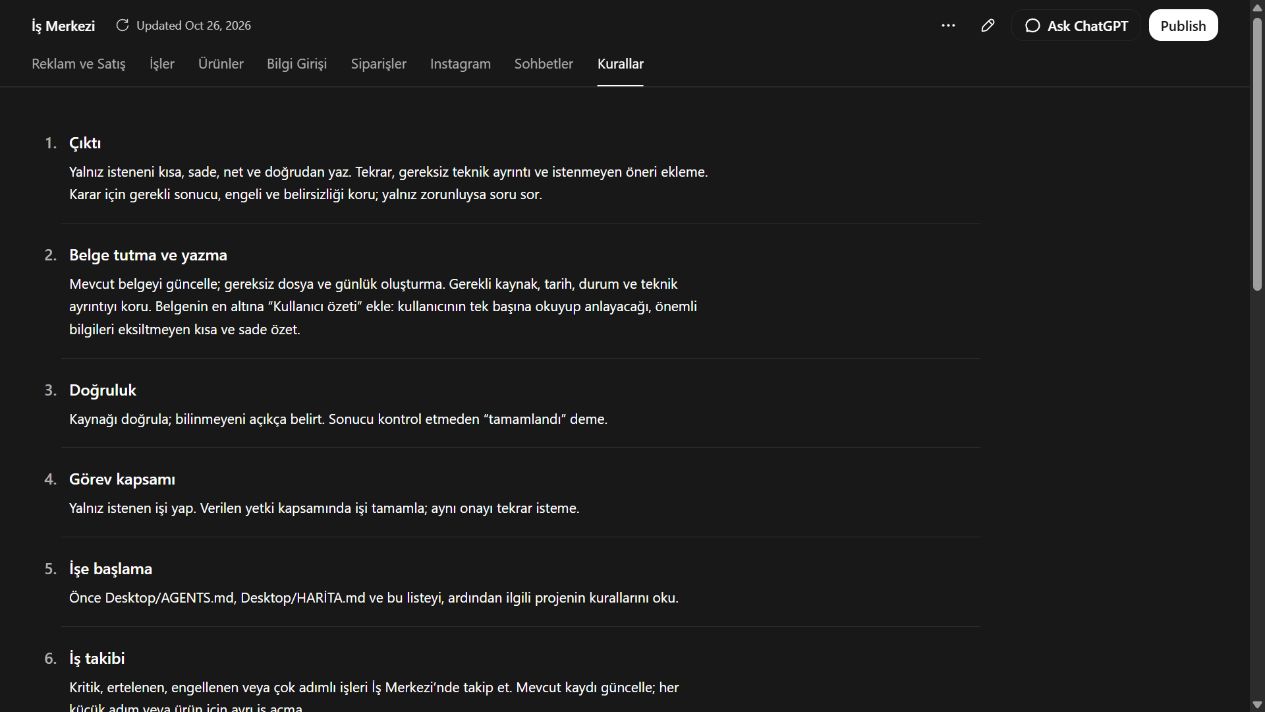 İş Merkezi
Updated Oct 26, 2026
Ask ChatGPT
Publish
Reklam ve Satış
İşler
Ürünler
Bilgi Girişi
Siparişler
Instagram
Sohbetler
Kurallar
1. Çıktı
Yalnız isteneni kısa, sade, net ve doğrudan yaz. Tekrar, gereksiz teknik ayrıntı ve istenmeyen öneri ekleme.
Karar için gerekli sonucu, engeli ve belirsizliği koru; yalnız zorunluysa soru sor.
2. Belge tutma ve yazma
Mevcut belgeyi güncelle; gereksiz dosya ve günlük oluşturma. Gerekli kaynak, tarih, durum ve teknik
ayrıntıyı koru. Belgenin en altına “Kullanıcı özeti” ekle: kullanıcının tek başına okuyup anlayacağı, önemli
bilgileri eksiltmeyen kısa ve sade özet.
3. Doğruluk
Kaynağı doğrula; bilinmeyeni açıkça belirt. Sonucu kontrol etmeden “tamamlandı” deme.
4. Görev kapsamı
Yalnız istenen işi yap. Verilen yetki kapsamında işi tamamla; aynı onayı tekrar isteme.
5. İşe başlama
Önce Desktop/AGENTS.md, Desktop/HARİTA.md ve bu listeyi, ardından ilgili projenin kurallarını oku.
6. İş takibi
Kritik, ertelenen, engellenen veya çok adımlı işleri İş Merkezi’nde takip et. Mevcut kaydı güncelle; her
küçük adım veya ürün için ayrı iş açma.